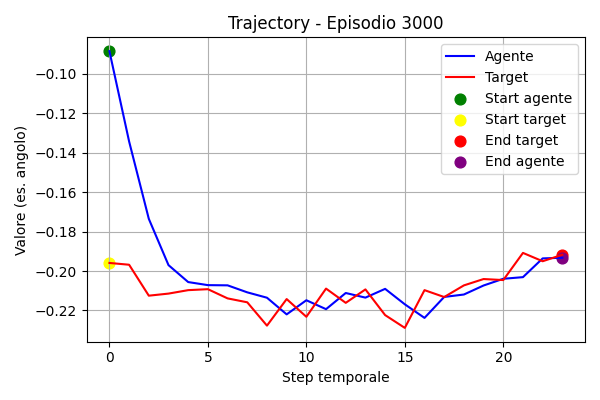 Trajectory - Episodio 3000
Valore (es. angolo)
−0.10
−0.12
−0.14
−0.16
−0.18
−0.20
−0.22
Agente
Target
Start agente
Start target
End target
End agente
0 5 10 15 20
Step temporale